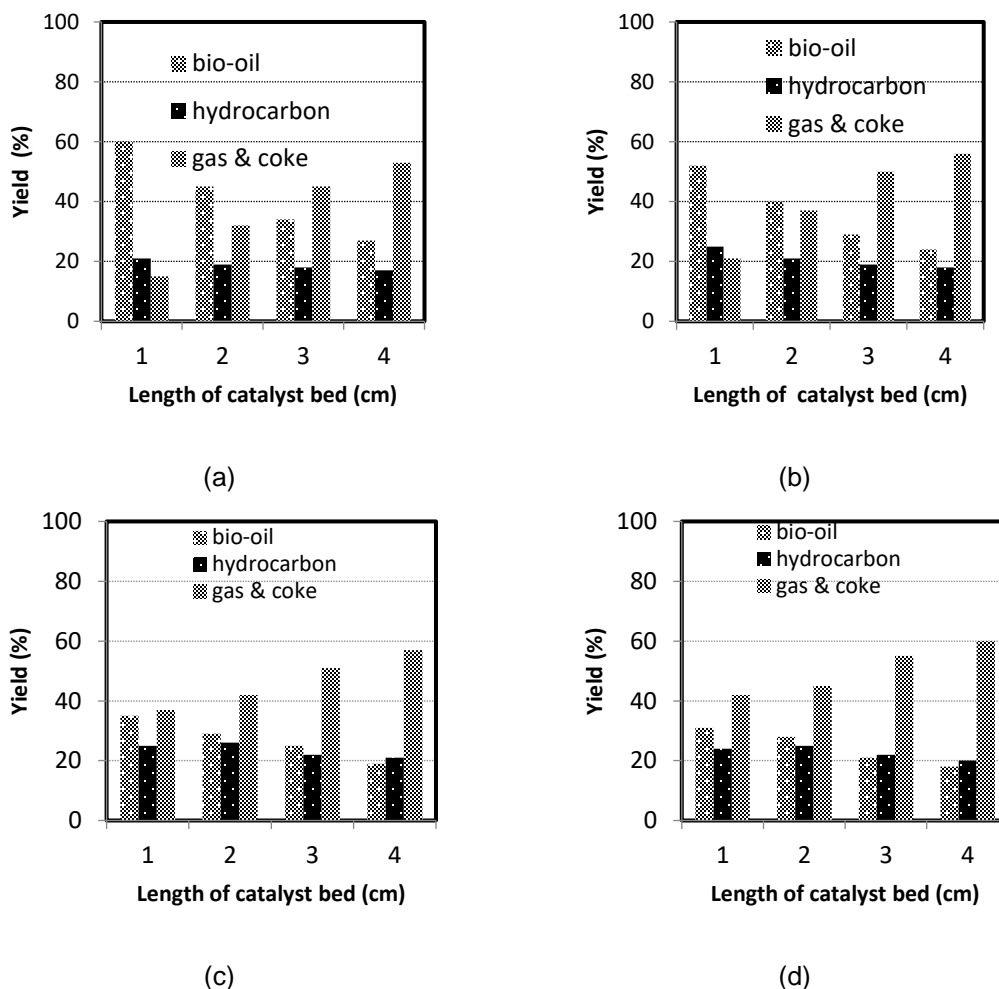 100
80
60
40
20
0
Yield (%)
bio-oil
hydrocarbon
gas & coke
1 2 3 4
Length of catalyst bed (cm)
(a)
100
80
60
40
20
0
Yield (%)
bio-oil
hydrocarbon
gas & coke
1 2 3 4
Length of catalyst bed (cm)
(b)
100
80
60
40
20
0
Yield (%)
bio-oil
hydrocarbon
gas & coke
1 2 3 4
Length of catalyst bed (cm)
(c)
100
80
60
40
20
0
Yield (%)
bio-oil
hydrocarbon
gas & coke
1 2 3 4
Length of catalyst bed (cm)
(d)